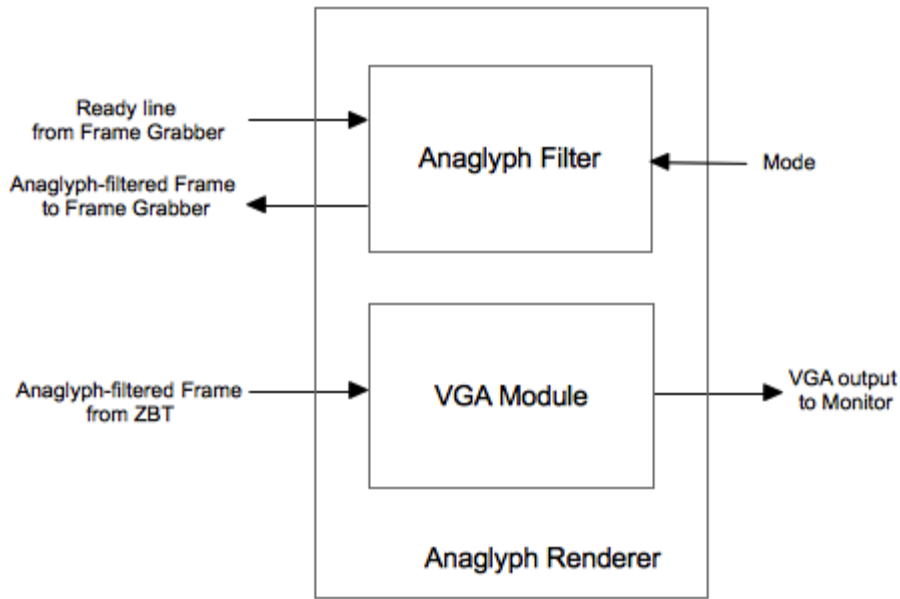 Ready line
from Frame Grabber
Anaglyph-filtered Frame
to Frame Grabber
Anaglyph Filter
Mode
Anaglyph-filtered Frame
from ZBT
VGA Module
VGA output
to Monitor
Anaglyph Renderer